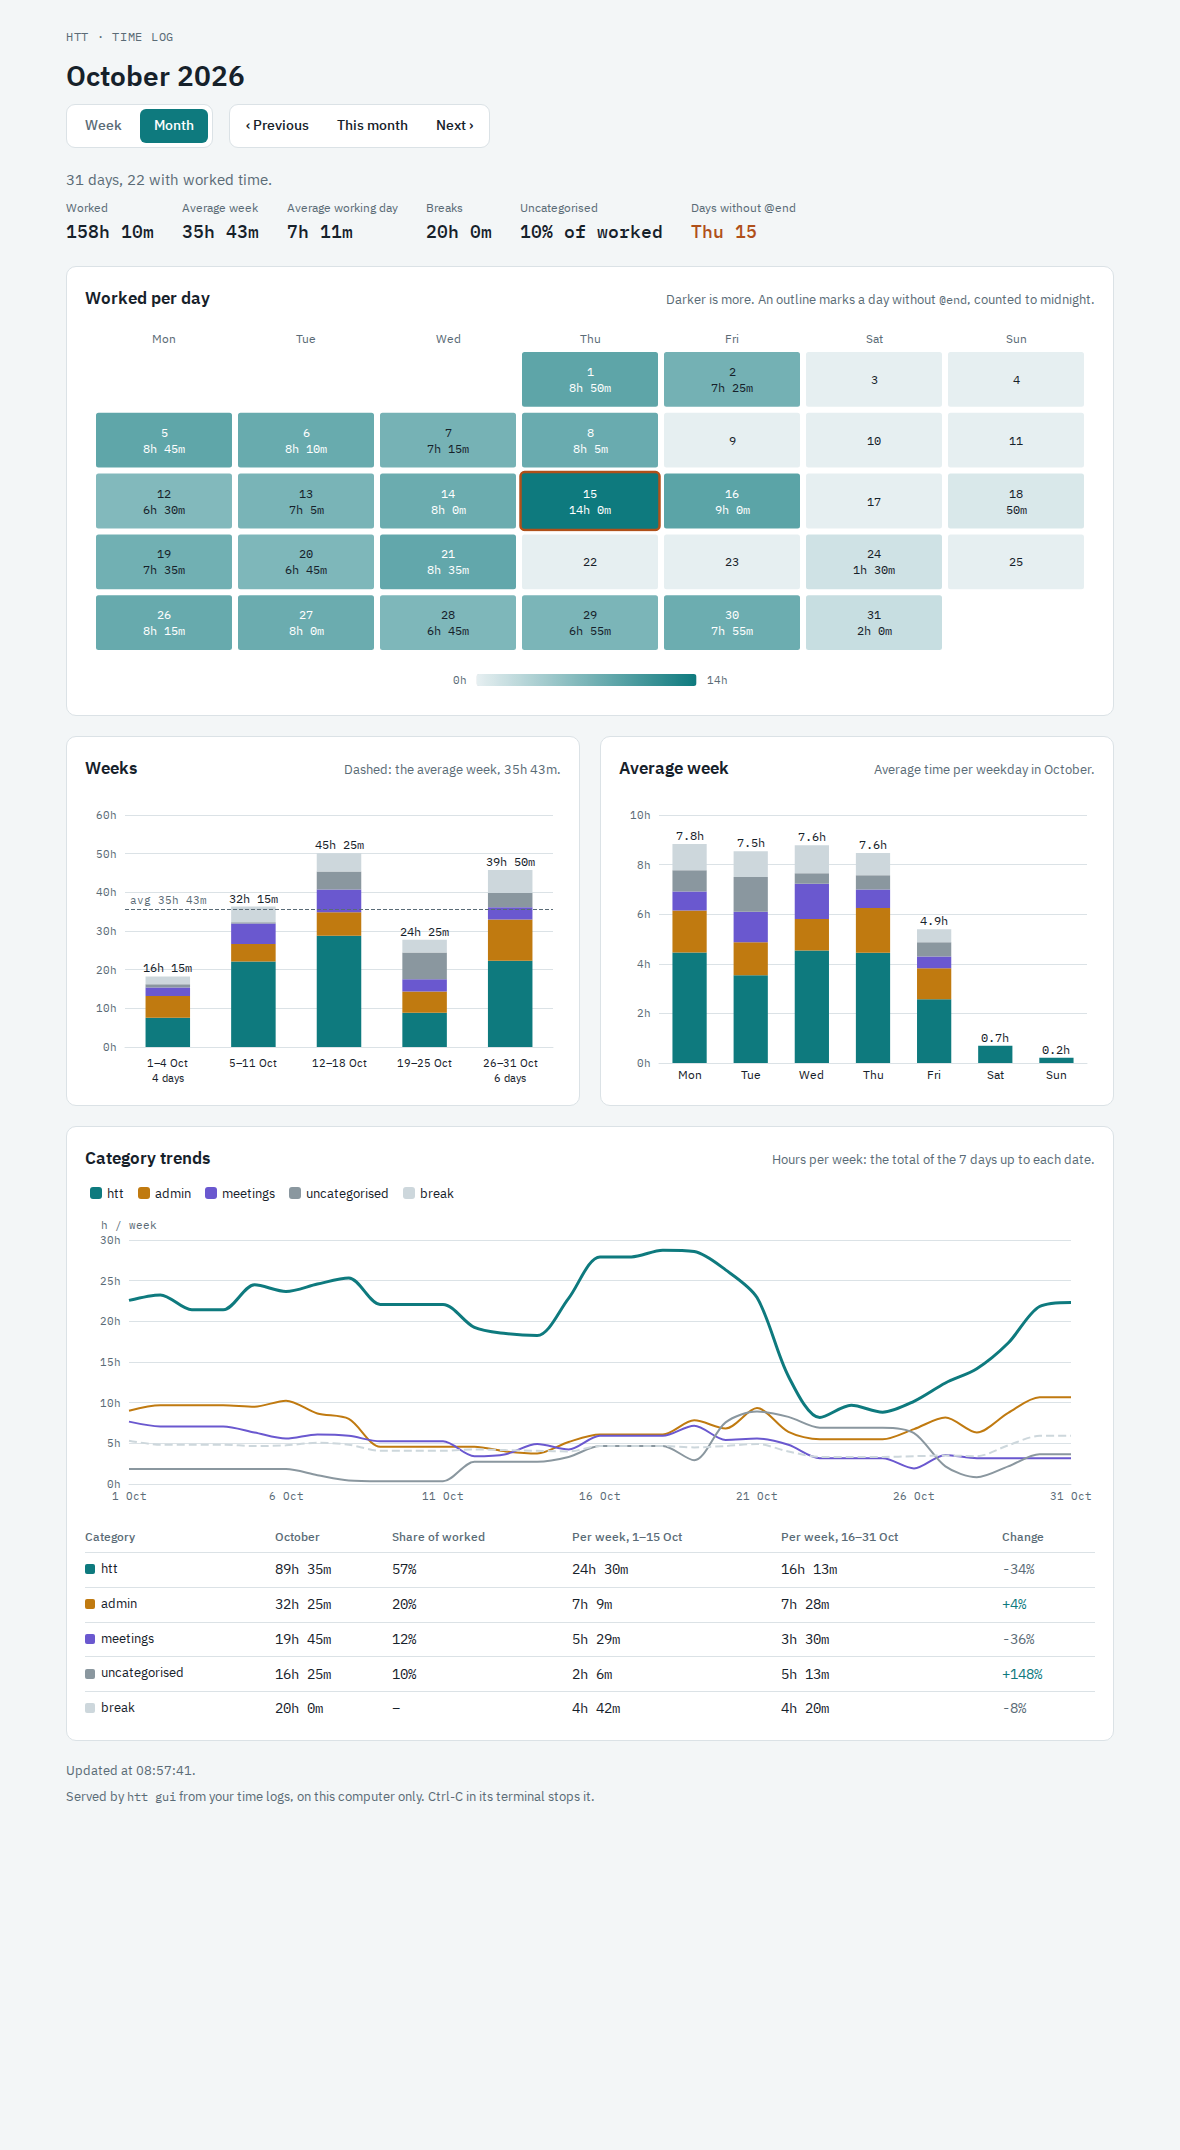 HTT · TIME LOG
October 2026
Week Month ‹ Previous This month Next ›
31 days, 22 with worked time.
Worked Average week Average working day Breaks Uncategorised Days without @end
158h 10m 35h 43m 7h 11m 20h 0m 10% of worked Thu 15
Worked per day Darker is more. An outline marks a day without @end, counted to midnight.
Mon Tue Wed Thu Fri Sat Sun
1 2 3 4
8h 50m 7h 25m
5 6 7 8 9 10 11
8h 45m 8h 10m 7h 15m 8h 5m
12 13 14 15 16 17 18
6h 30m 7h 5m 8h 0m 14h 0m 9h 0m 50m
19 20 21 22 23 24 25
7h 35m 6h 45m 8h 35m 1h 30m
26 27 28 29 30 31
8h 15m 8h 0m 6h 45m 6h 55m 7h 55m 2h 0m
0h 14h
Weeks Dashed: the average week, 35h 43m.
60h
50h
40h
30h
20h
10h
0h
avg 35h 43m
16h 15m 32h 15m 45h 25m 24h 25m 39h 50m
1–4 Oct 5–11 Oct 12–18 Oct 19–25 Oct 26–31 Oct
4 days 6 days
Average week Average time per weekday in October.
10h
8h
6h
4h
2h
0h
7.8h 7.5h 7.6h 7.6h 4.9h 0.7h 0.2h
Mon Tue Wed Thu Fri Sat Sun
Category trends Hours per week: the total of the 7 days up to each date.
htt admin meetings uncategorised break
h / week
30h
25h
20h
15h
10h
5h
0h
1 Oct 6 Oct 11 Oct 16 Oct 21 Oct 26 Oct 31 Oct
Category October Share of worked Per week, 1–15 Oct Per week, 16–31 Oct Change
htt 89h 35m 57% 24h 30m 16h 13m -34%
admin 32h 25m 20% 7h 9m 7h 28m +4%
meetings 19h 45m 12% 5h 29m 3h 30m -36%
uncategorised 16h 25m 10% 2h 6m 5h 13m +148%
break 20h 0m – 4h 42m 4h 20m -8%
Updated at 08:57:41.
Served by htt gui from your time logs, on this computer only. Ctrl-C in its terminal stops it.